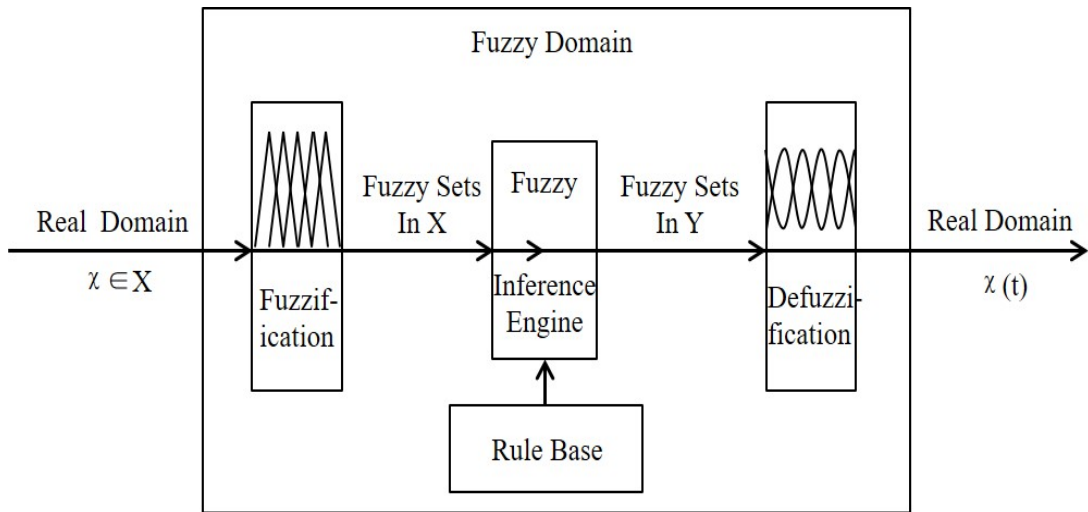 Fuzzy Domain
Real Domain
χ ∈ X
Fuzzif-
ication
Fuzzy Sets
In X
Fuzzy
Inference
Engine
Rule Base
Fuzzy Sets
In Y
Defuzzi-
fication
Real Domain
χ (t)